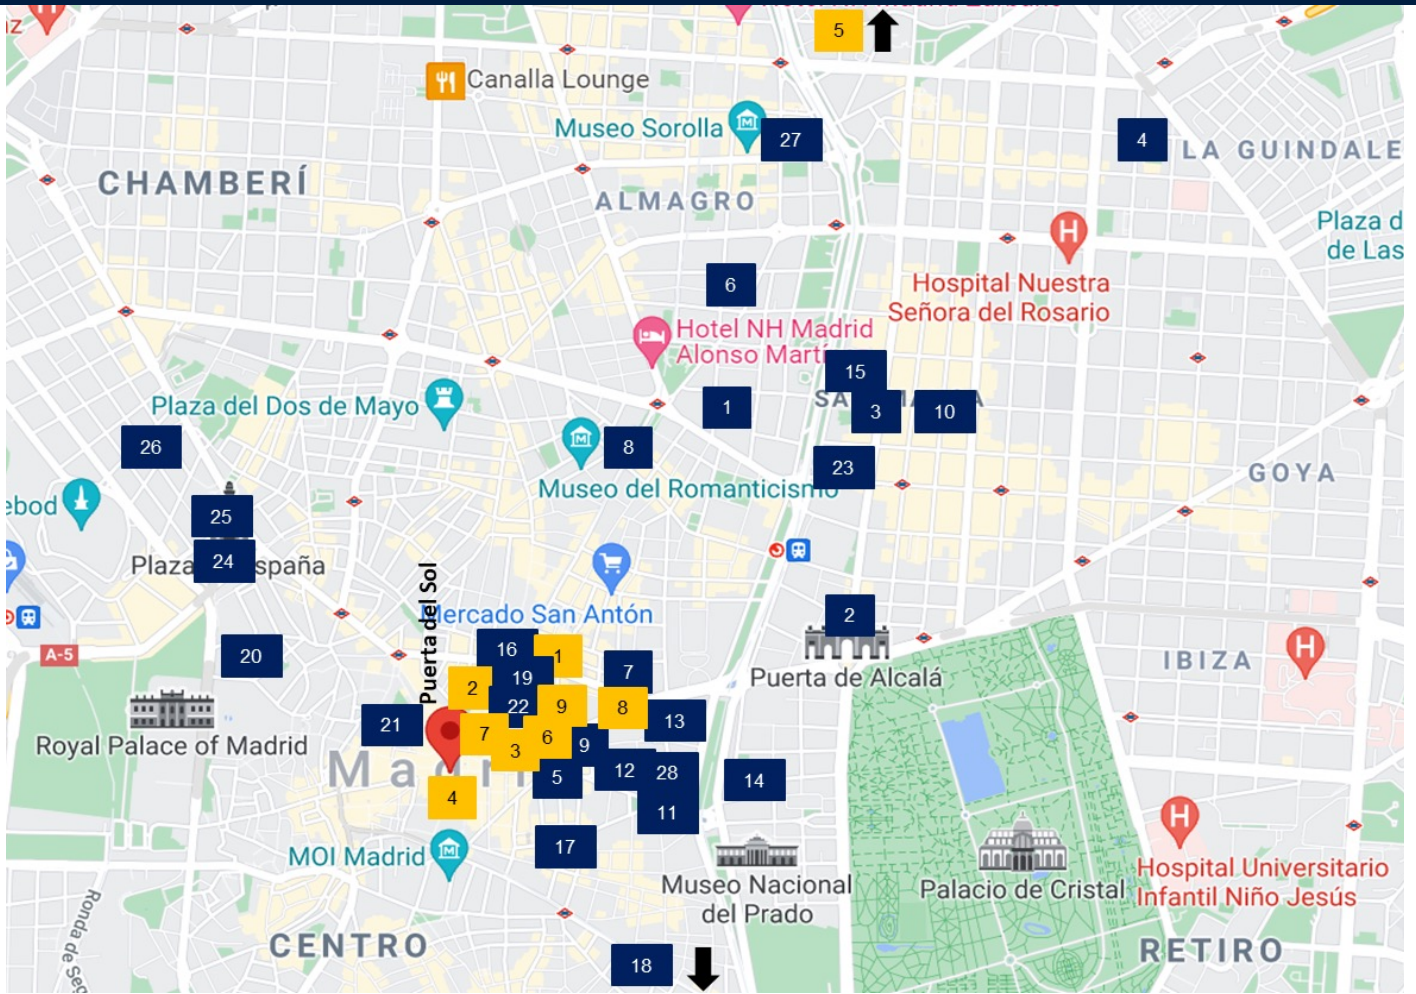 5
Canalla Lounge
Museo Sorolla
27
4
LA GUINDALE
CHAMBERÍ
ALMAGRO
H
Plaza d
de Las
6
Hospital Nuestra
Señora del Rosario
Hotel NH Madrid
Alonso Martí
15
Plaza del Dos de Mayo
1
3
10
26
8
23
Museo del Romanticismo
GOYA
ebod
25
24
Plaza
spaña
Puerta del Sol
Mercado San Antón
2
A-5
20
16
1
7
H
IBIZA
19
2
Puerta de Alcalá
22
9
8
13
21
Royal Palace of Madrid
7
6
9
3
5
12
28
14
4
11
H
17
MOI Madrid
Museo Nacional
del Prado
Palacio de Cristal
Hospital Universitario
Infantil Niño Jesús
Ronda de Seg
CENTRO
RETIRO
18